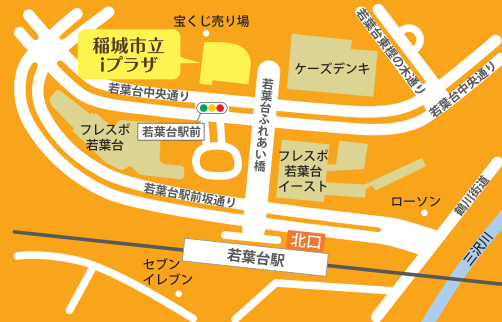 宝くじ売り場
稲城市立
iプラザ
ケーズデンキ
若葉台東樫の木通り
若葉台中央通り
若葉台中央通り
若葉台ふれあい橋
若葉台駅前
フレスポ
若葉台
フレスポ
若葉台
イースト
若葉台駅前坂通り
ローソン
鶴川街道
三沢川
北口
若葉台駅
セブン
イレブン